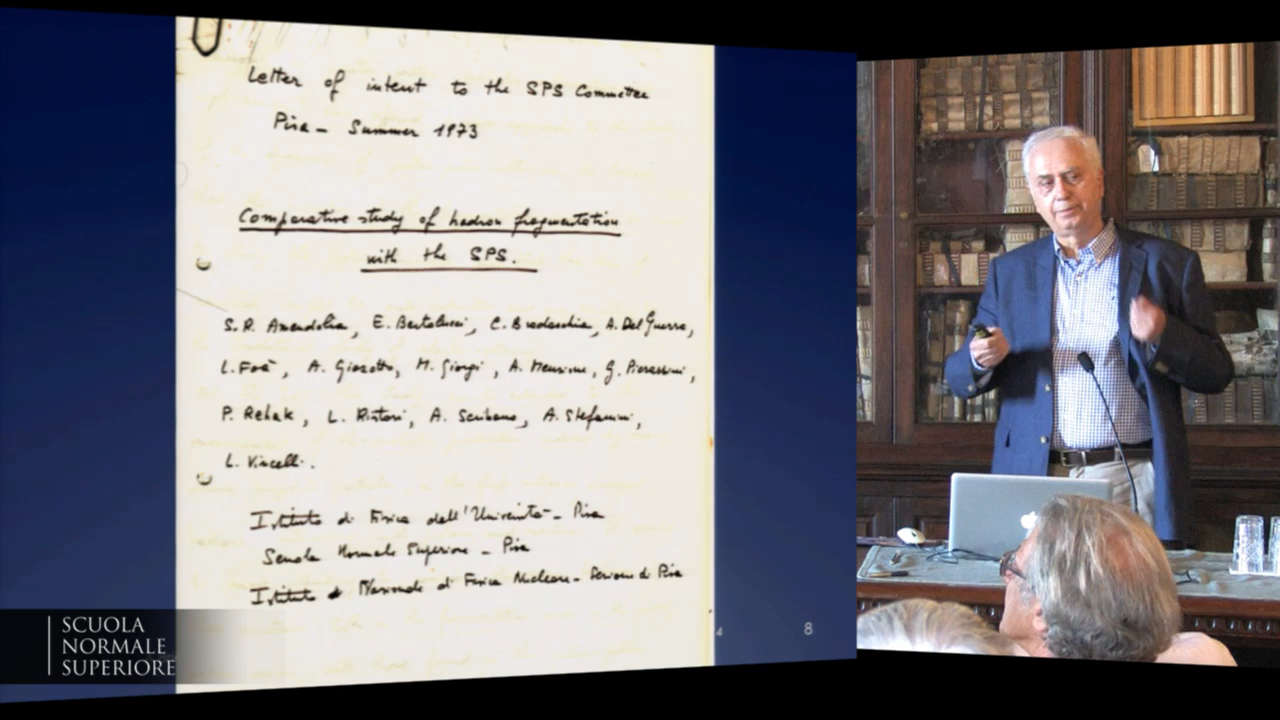 Letter of intent to the SPS Committee
Pisa - Summer 1973
Comparative study of hadron fragmentation
with the SPS.
S.R. Amendolia, E. Bertolucci, C. Bradaschia, A. Del Guerra,
L. Foà, A. Giazotto, M. Giorgi, A. Menzione, G. Pierazzini,
P. Rehak, L. Ristori, A. Scribano, A. Stefanini,
L. Vincelli.
Istituto di Fisica dell'Università - Pisa
Scuola Normale Superiore - Pisa
Istituto Nazionale di Fisica Nucleare - Sezione di Pisa
4
8
SCUOLA
NORMALE
SUPERIORE